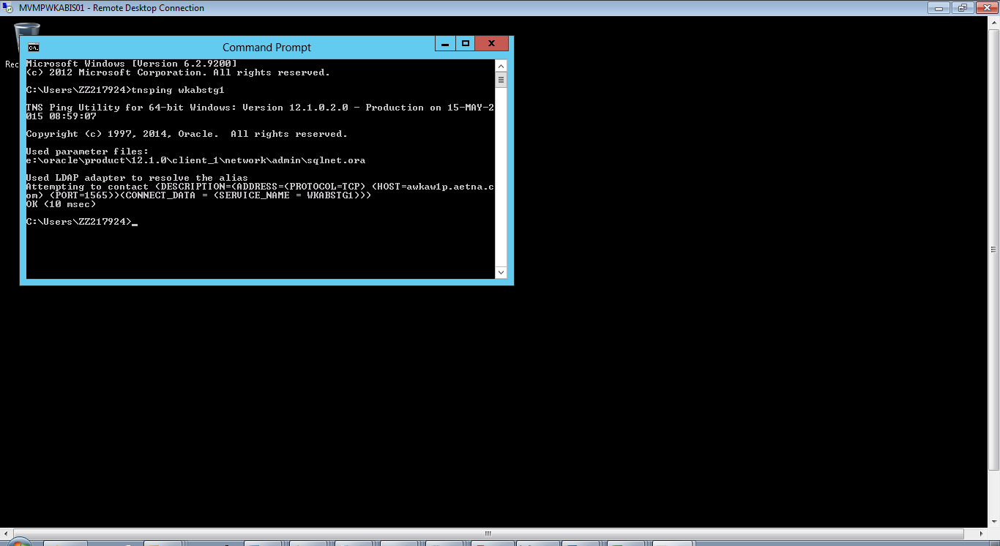 MVMPWKABIS01 - Remote Desktop Connection
Rec
Command Prompt
Microsoft Windows [Version 6.2.9200]
(c) 2012 Microsoft Corporation. All rights reserved.
C:\Users\ZZ217924>tnsping wkabstg1
TNS Ping Utility for 64-bit Windows: Version 12.1.0.2.0 - Production on 15-MAY-2
015 08:59:07
Copyright (c) 1997, 2014, Oracle.  All rights reserved.
Used parameter files:
e:\oracle\product\12.1.0\client_1\network\admin\sqlnet.ora
Used LDAP adapter to resolve the alias
Attempting to contact (DESCRIPTION=(ADDRESS=(PROTOCOL=TCP) (HOST=awkaw1p.aetna.c
om) (PORT=1565))(CONNECT_DATA = (SERVICE_NAME = WKABSTG1)))
OK (10 msec)
C:\Users\ZZ217924>_